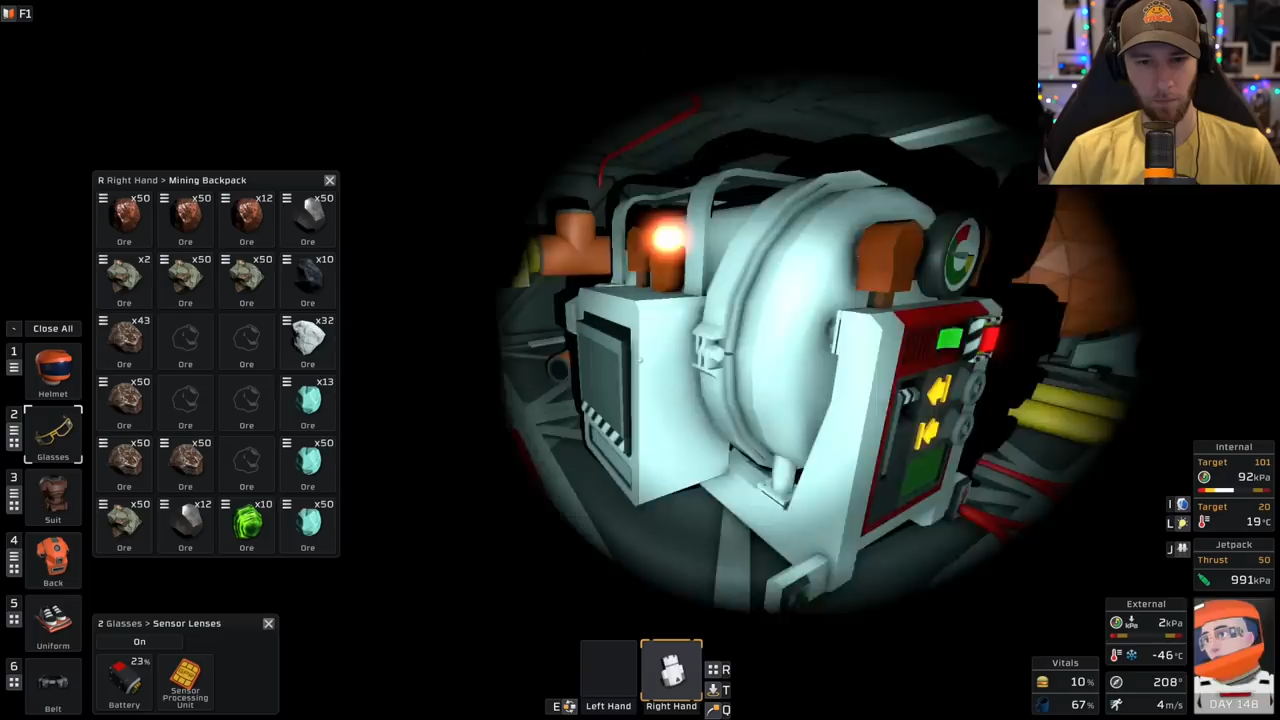 F1
R Right Hand > Mining Backpack
x50 x50 x12 x50
Ore Ore Ore Ore
x2 x50 x50 x10
Ore Ore Ore Ore
x43 x32
Ore Ore Ore Ore
x50 x13
Ore Ore Ore Ore
x50 x50 x50
Ore Ore Ore Ore
x50 x12 x10 x50
Ore Ore Ore Ore
~ Close All
1
Helmet
2
Glasses
3
Suit
4
Back
5
Uniform
6
Belt
2 Glasses > Sensor Lenses
On
23%
Battery
Sensor
Processing
Unit
E Left Hand Right Hand
R
T
Q
Internal
Target 101
92kPa
Target 20
19°C
I
L
J
Jetpack
Thrust 50
991kPa
External
kPa 2kPa
-46°C
208°
4m/s
Vitals
10%
67%
DAY 148